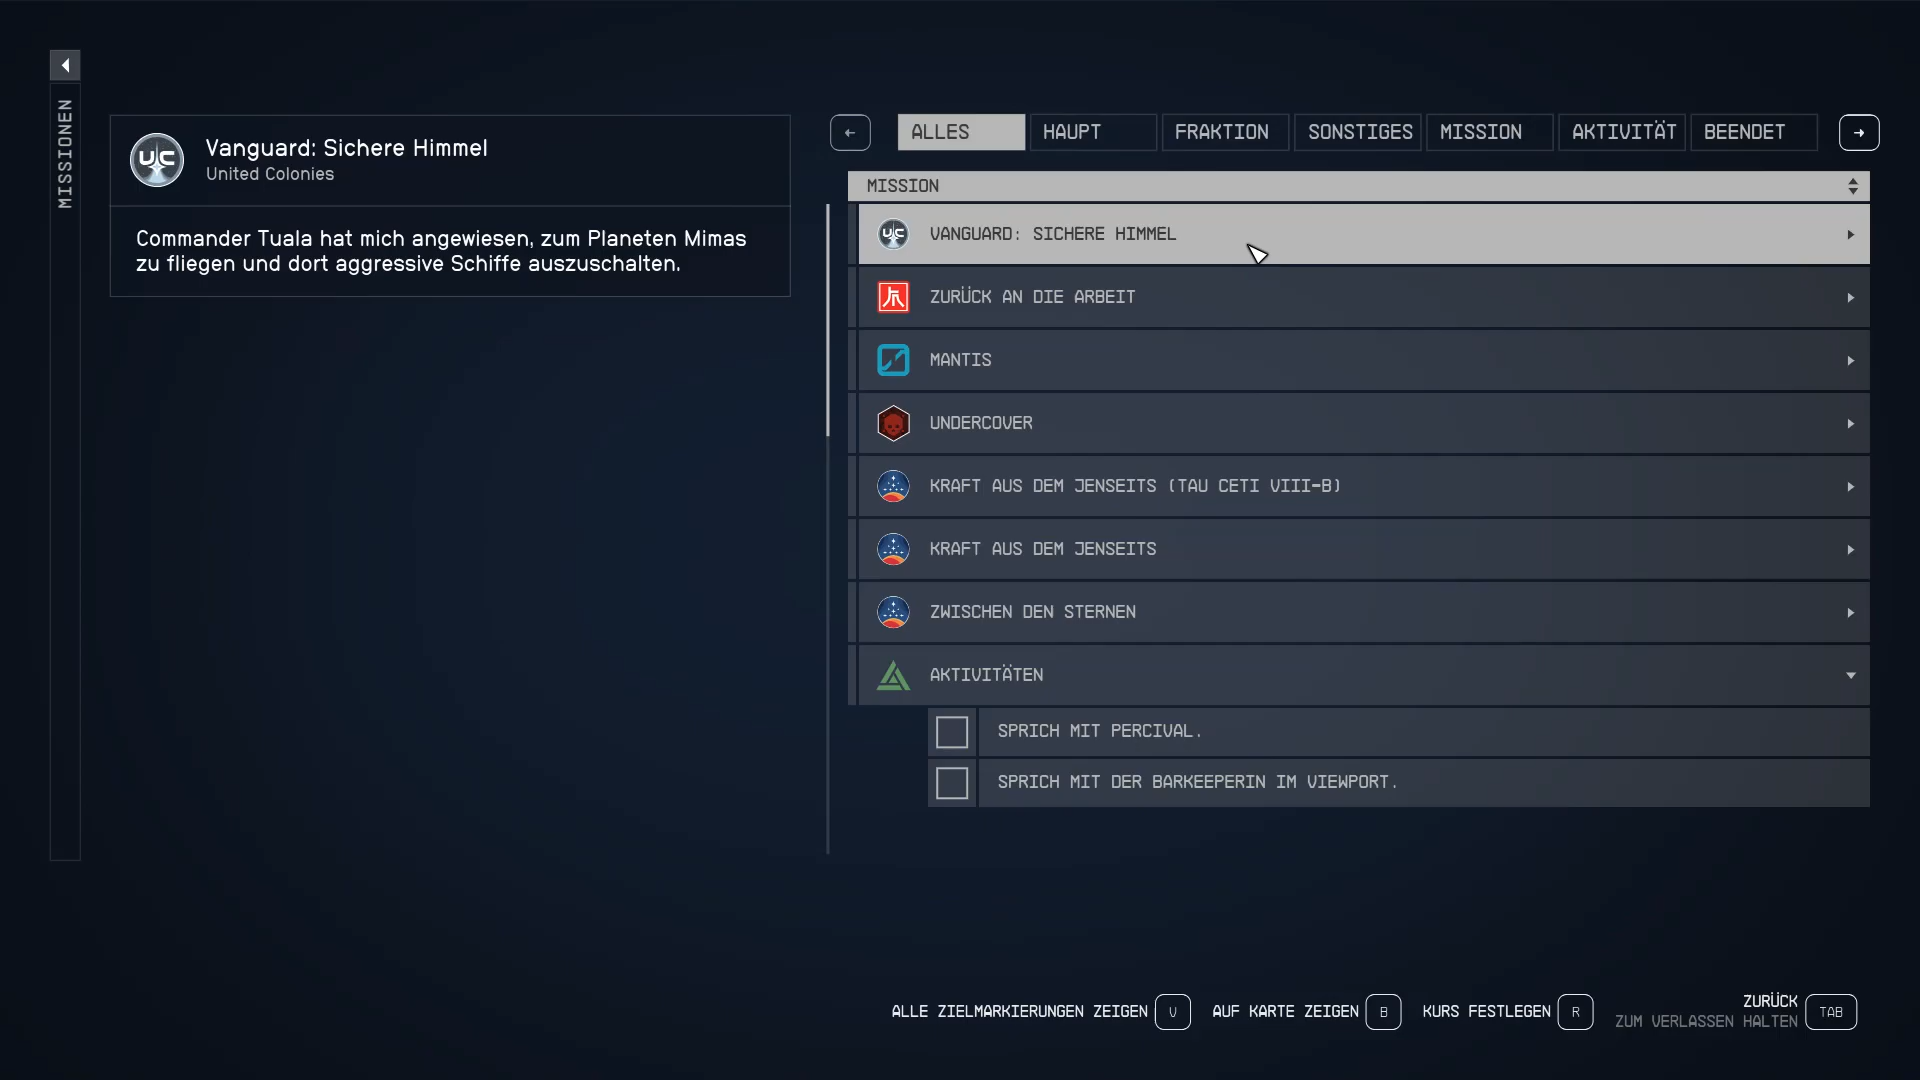 MISSIONEN
UC
Vanguard: Sichere Himmel
United Colonies
Commander Tuala hat mich angewiesen, zum Planeten Mimas
zu fliegen und dort aggressive Schiffe auszuschalten.
ALLES HAUPT FRAKTION SONSTIGES MISSION AKTIVITÄT BEENDET
MISSION
UC VANGUARD: SICHERE HIMMEL
ZURÜCK AN DIE ARBEIT
MANTIS
UNDERCOVER
KRAFT AUS DEM JENSEITS (TAU CETI VIII-B)
KRAFT AUS DEM JENSEITS
ZWISCHEN DEN STERNEN
AKTIVITÄTEN
SPRICH MIT PERCIVAL.
SPRICH MIT DER BARKEEPERIN IM VIEWPORT.
ALLE ZIELMARKIERUNGEN ZEIGEN V AUF KARTE ZEIGEN B KURS FESTLEGEN R ZURÜCK
ZUM VERLASSEN HALTEN TAB